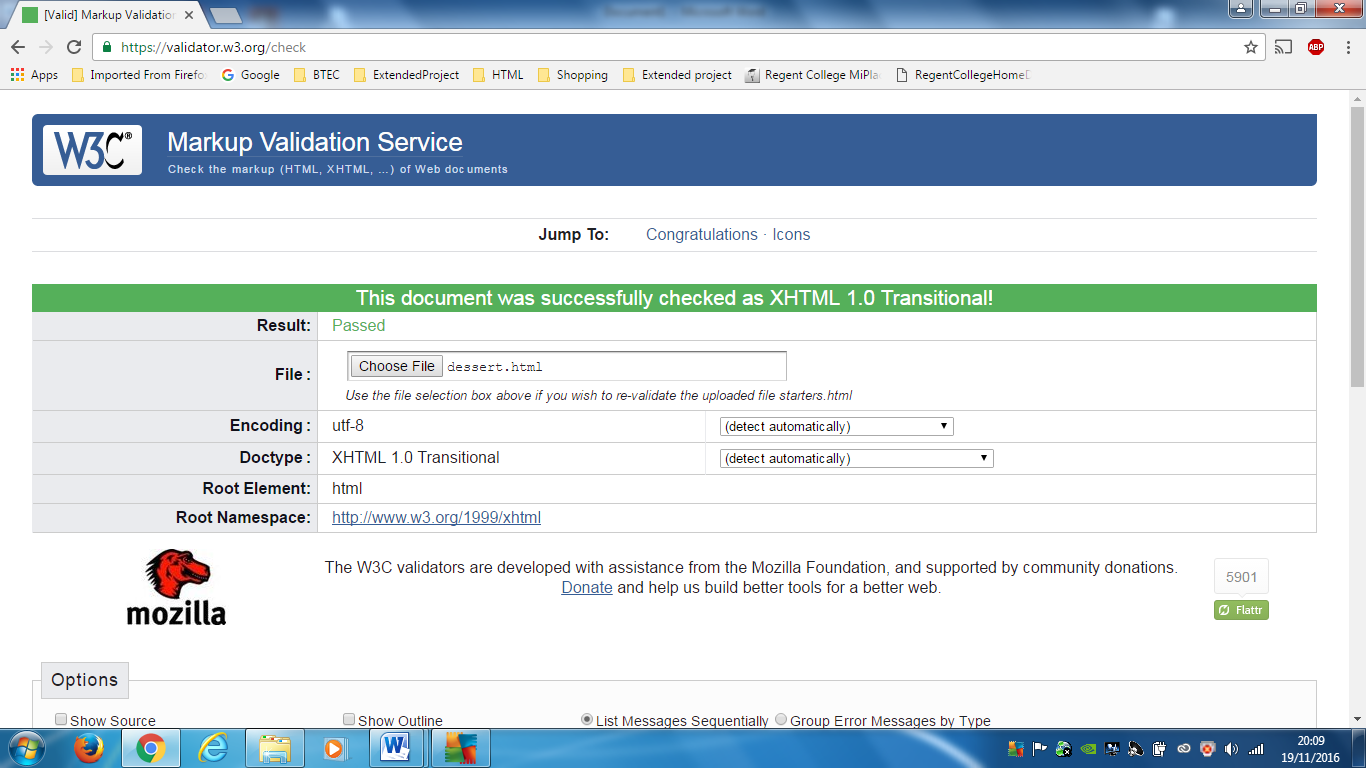 [Valid] Markup Validation
https://validator.w3.org/check
ABP
Apps Imported From Firefo Google BTEC ExtendedProject HTML Shopping Extended project Regent College MiPla RegentCollegeHome
W3C® Markup Validation Service
Check the markup (HTML, XHTML, …) of Web documents
Jump To: Congratulations · Icons
This document was successfully checked as XHTML 1.0 Transitional!
Result: Passed
File : Choose File dessert.html
Use the file selection box above if you wish to re-validate the uploaded file starters.html
Encoding : utf-8 (detect automatically)
Doctype : XHTML 1.0 Transitional (detect automatically)
Root Element: html
Root Namespace: http://www.w3.org/1999/xhtml
mozilla
The W3C validators are developed with assistance from the Mozilla Foundation, and supported by community donations.
Donate and help us build better tools for a better web.
5901
Flattr
Options
Show Source Show Outline List Messages Sequentially Group Error Messages by Type
20:09
19/11/2016